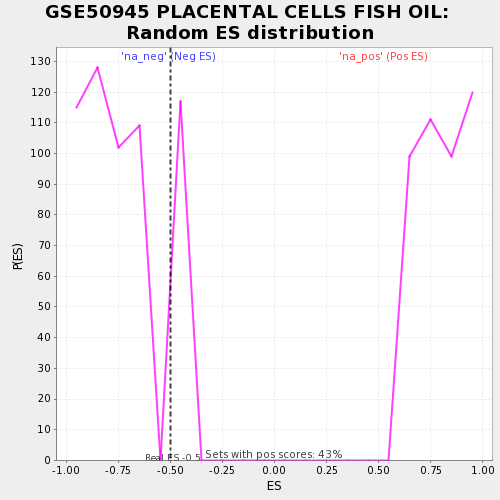 GSE50945 PLACENTAL CELLS FISH OIL:
Random ES distribution
'na_neg' (Neg ES)
'na_pos' (Pos ES)
130
120
110
100
90
80
70
60
50
40
30
20
10
0
P(ES)
Real ES -0.5
Sets with pos scores: 43%
-1.00 -0.75 -0.50 -0.25 0.00 0.25 0.50 0.75 1.00
ES